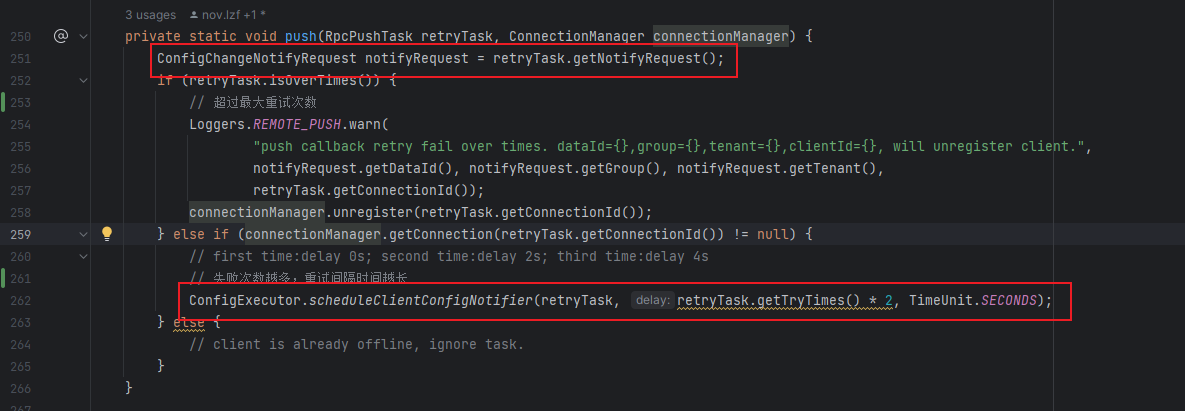 3 usages nov.lzf +1 *
250 @ private static void push(RpcPushTask retryTask, ConnectionManager connectionManager) {
251 ConfigChangeNotifyRequest notifyRequest = retryTask.getNotifyRequest();
252 if (retryTask.isOverTimes()) {
253 // 超过最大重试次数
254 Loggers.REMOTE_PUSH.warn(
255 "push callback retry fail over times. dataId={},group={},tenant={},clientId={}, will unregister client.",
256 notifyRequest.getDataId(), notifyRequest.getGroup(), notifyRequest.getTenant(),
257 retryTask.getConnectionId());
258 connectionManager.unregister(retryTask.getConnectionId());
259 } else if (connectionManager.getConnection(retryTask.getConnectionId()) != null) {
260 // first time:delay 0s; second time:delay 2s; third time:delay 4s
261 // 失败次数越多，重试间隔时间越长
262 ConfigExecutor.scheduleClientConfigNotifier(retryTask, delay: retryTask.getTryTimes() * 2, TimeUnit.SECONDS);
263 } else {
264 // client is already offline, ignore task.
265 }
266 }
267